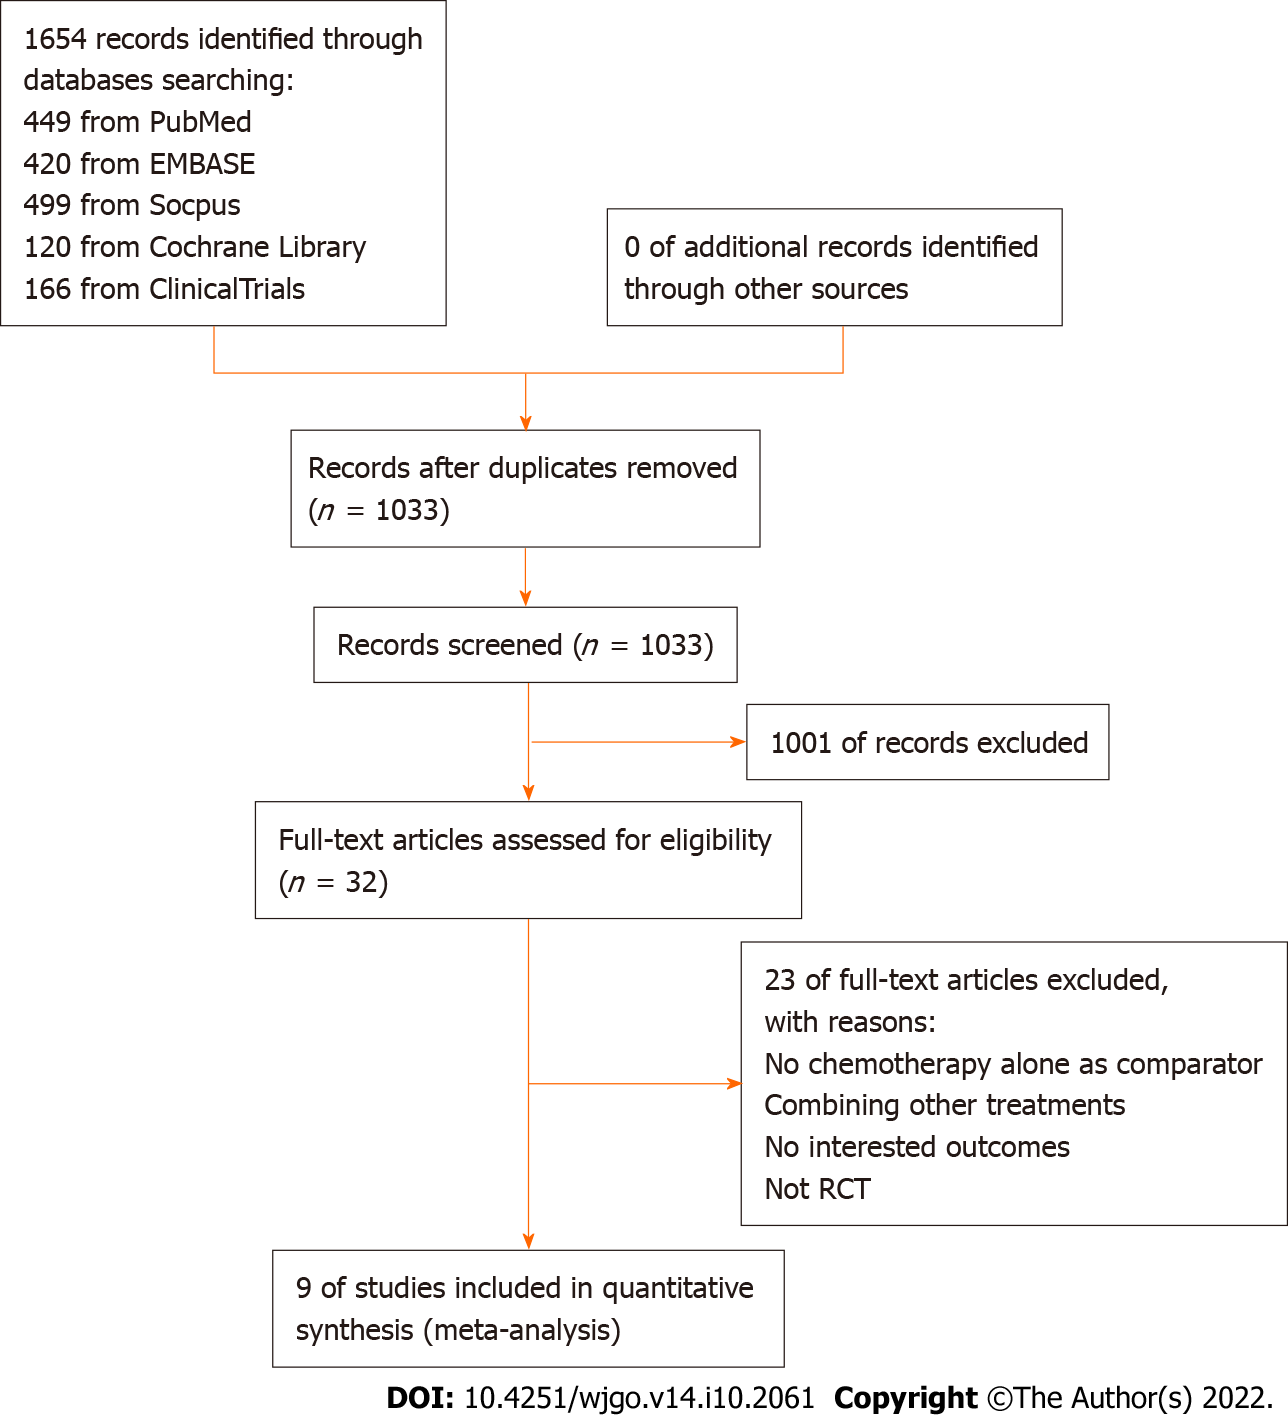 1654 records identified through
databases searching:
449 from PubMed
420 from EMBASE
499 from Socpus
120 from Cochrane Library
166 from ClinicalTrials
0 of additional records identified
through other sources
Records after duplicates removed
(n = 1033)
Records screened (n = 1033)
1001 of records excluded
Full-text articles assessed for eligibility
(n = 32)
23 of full-text articles excluded,
with reasons:
No chemotherapy alone as comparator
Combining other treatments
No interested outcomes
Not RCT
9 of studies included in quantitative
synthesis (meta-analysis)
DOI: 10.4251/wjgo.v14.i10.2061 Copyright ©The Author(s) 2022.